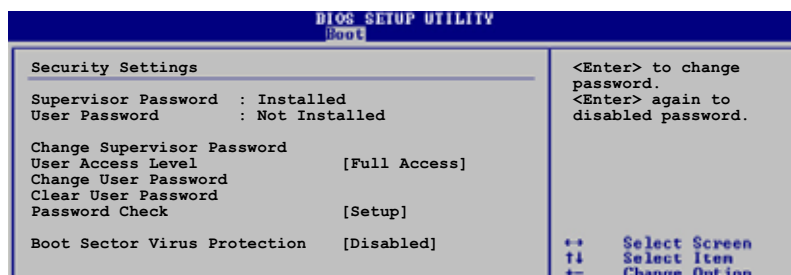 BIOS SETUP UTILITY
Boot
Security Settings
Supervisor Password : Installed
User Password : Not Installed
Change Supervisor Password
User Access Level [Full Access]
Change User Password
Clear User Password
Password Check [Setup]
Boot Sector Virus Protection [Disabled]
<Enter> to change
password.
<Enter> again to
disabled password.
↔ Select Screen
↑↓ Select Item
+- Change Option